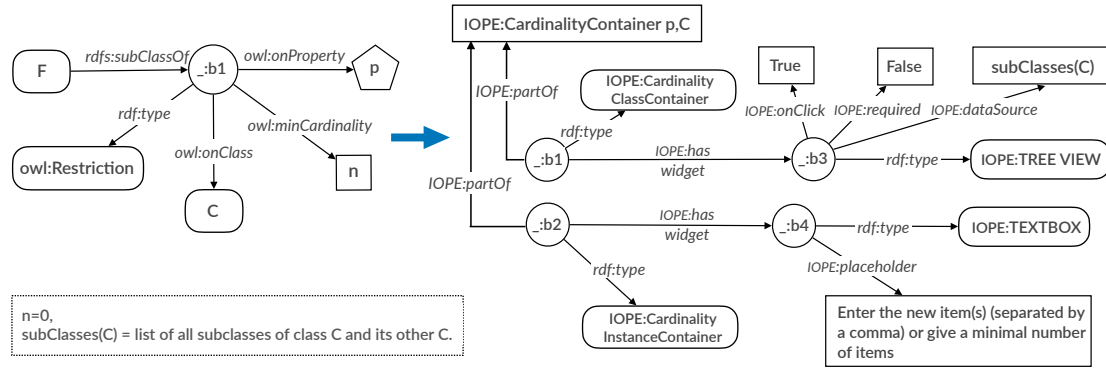 F
rdfs:subClassOf
_:b1
owl:onProperty
p
rdf:type
owl:minCardinality
owl:onClass
owl:Restriction
n
C
n=0,
subClasses(C) = list of all subclasses of class C and its other C.
IOPE:CardinalityContainer p,C
IOPE:partOf
IOPE:Cardinality
ClassContainer
rdf:type
True
False
subClasses(C)
IOPE:onClick
IOPE:required
IOPE:dataSource
_:b1
IOPE:has
widget
_:b3
rdf:type
IOPE:TREE VIEW
IOPE:partOf
_:b2
IOPE:has
widget
_:b4
rdf:type
IOPE:TEXTBOX
rdf:type
IOPE:placeholder
IOPE:Cardinality
InstanceContainer
Enter the new item(s) (separated by
a comma) or give a minimal number
of items